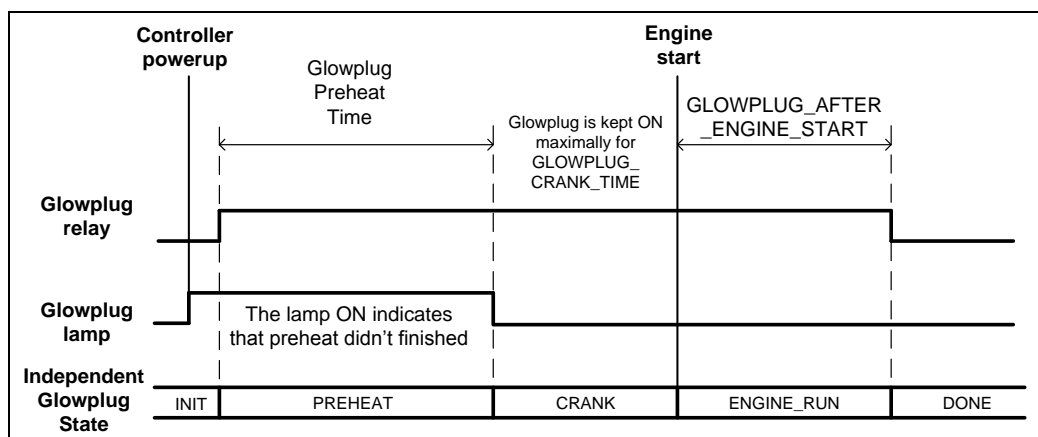 Controller
powerup
Engine
start
Glowplug
Preheat
Time
Glowplug is kept ON
maximally for
GLOWPLUG_
CRANK_TIME
GLOWPLUG_AFTER
_ENGINE_START
Glowplug
relay
Glowplug
lamp
The lamp ON indicates
that preheat didn't finished
Independent
Glowplug
State
INIT
PREHEAT
CRANK
ENGINE_RUN
DONE